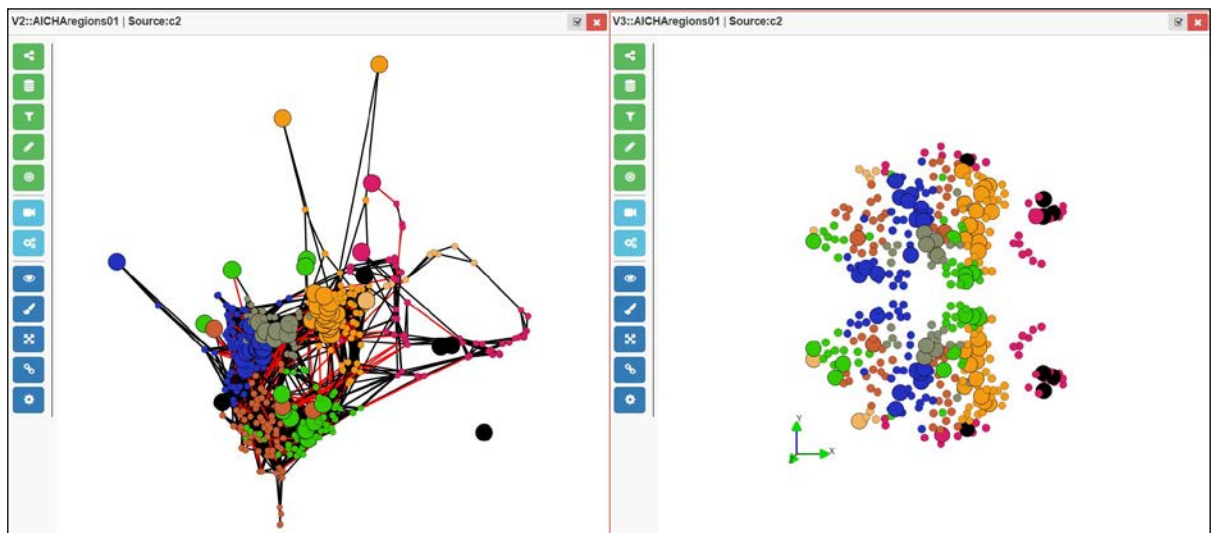 V2::AICHAregions01 | Source:c2
V3::AICHAregions01 | Source:c2
Y
X